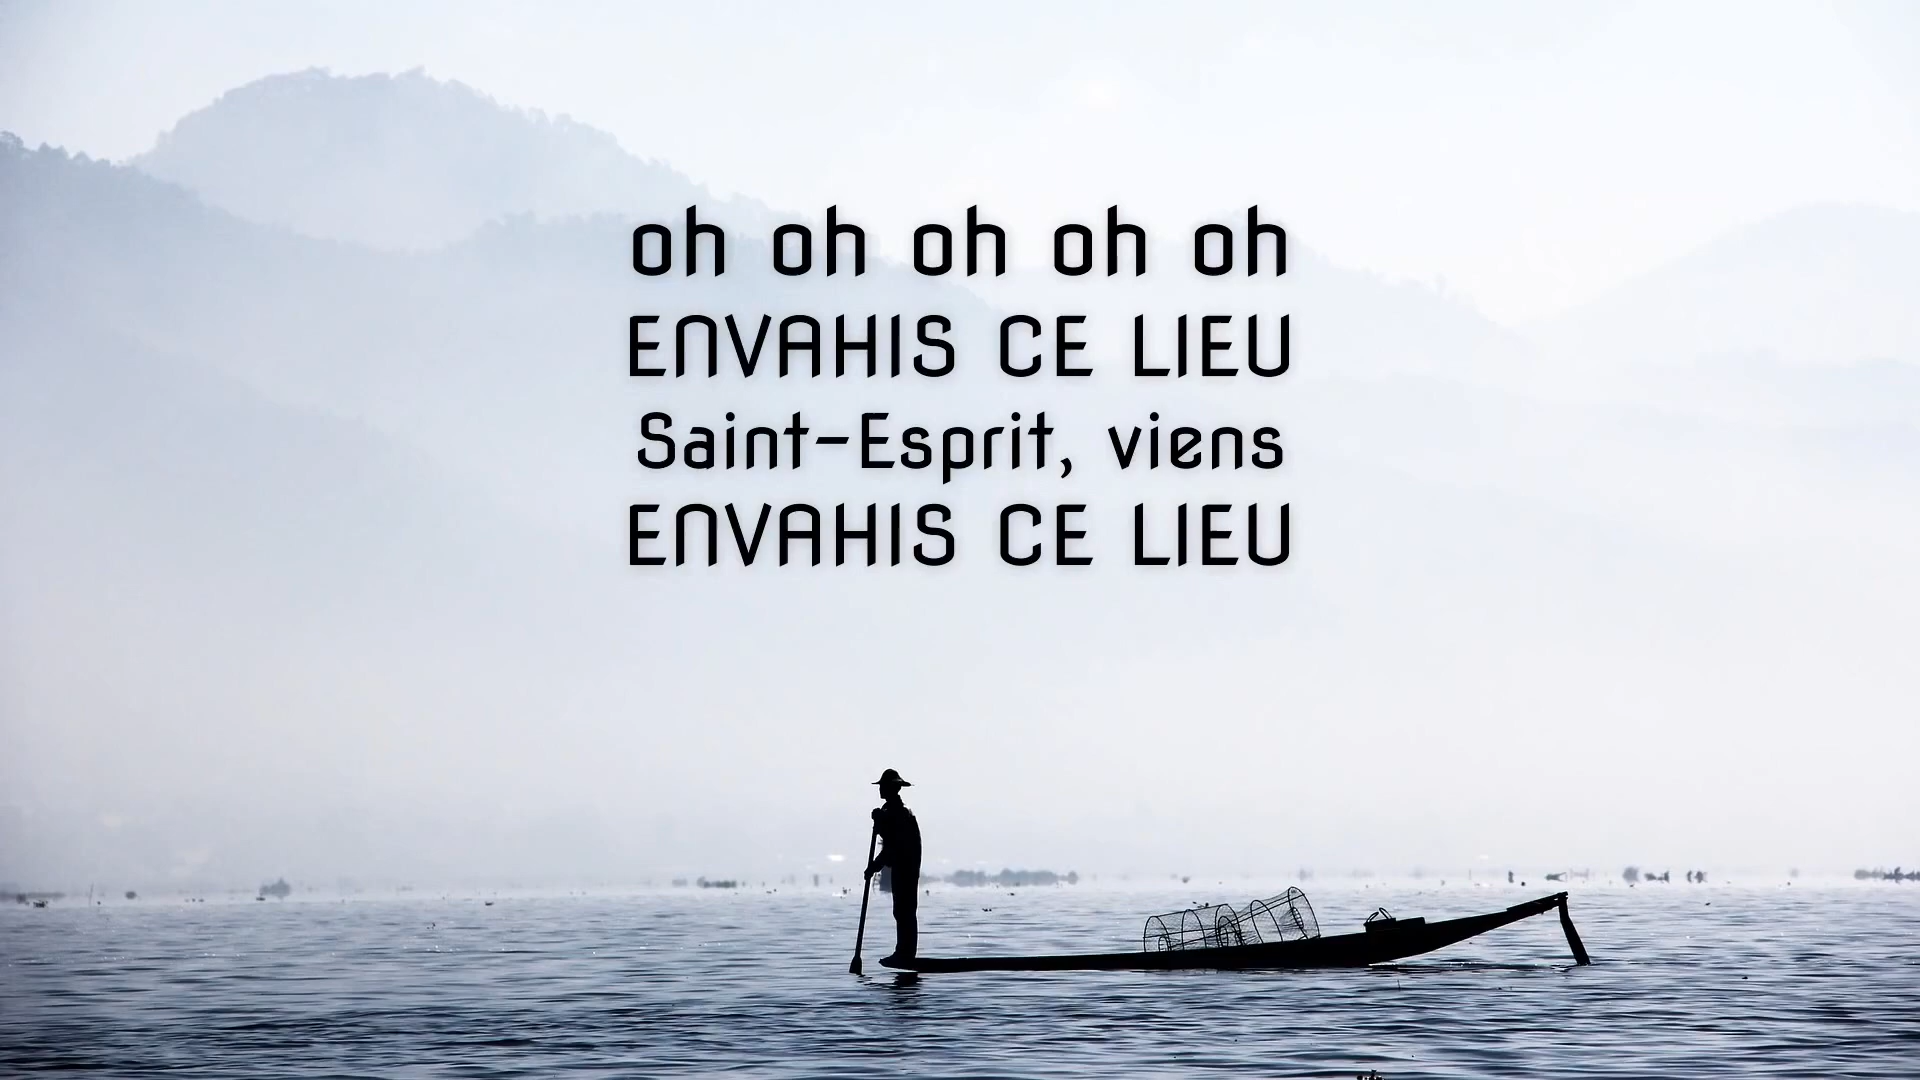 oh oh oh oh oh
ENVAHIS CE LIEU
Saint-Esprit, viens
ENVAHIS CE LIEU